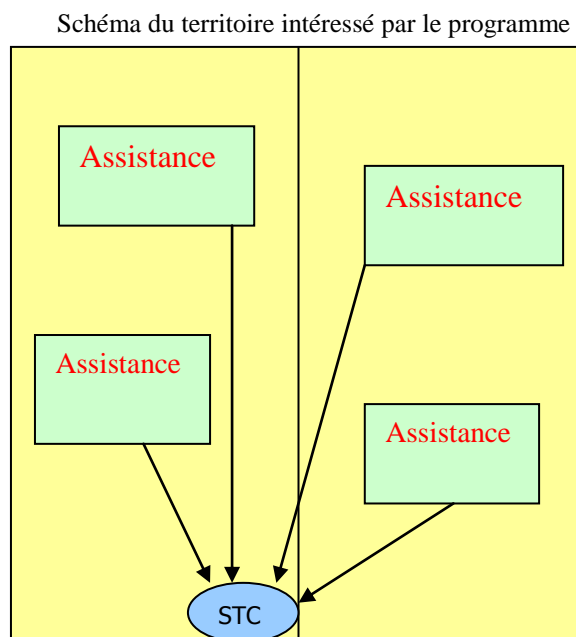 Schéma du territoire intéressé par le programme
Assistance
Assistance
Assistance
Assistance
STC